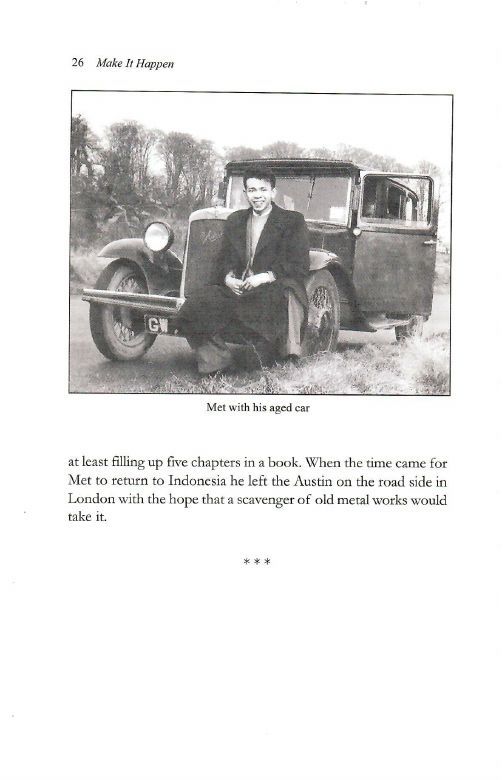 26 Make It Happen
GW
Met with his aged car
at least filling up five chapters in a book. When the time came for
Met to return to Indonesia he left the Austin on the road side in
London with the hope that a scavenger of old metal works would
take it.
* * *